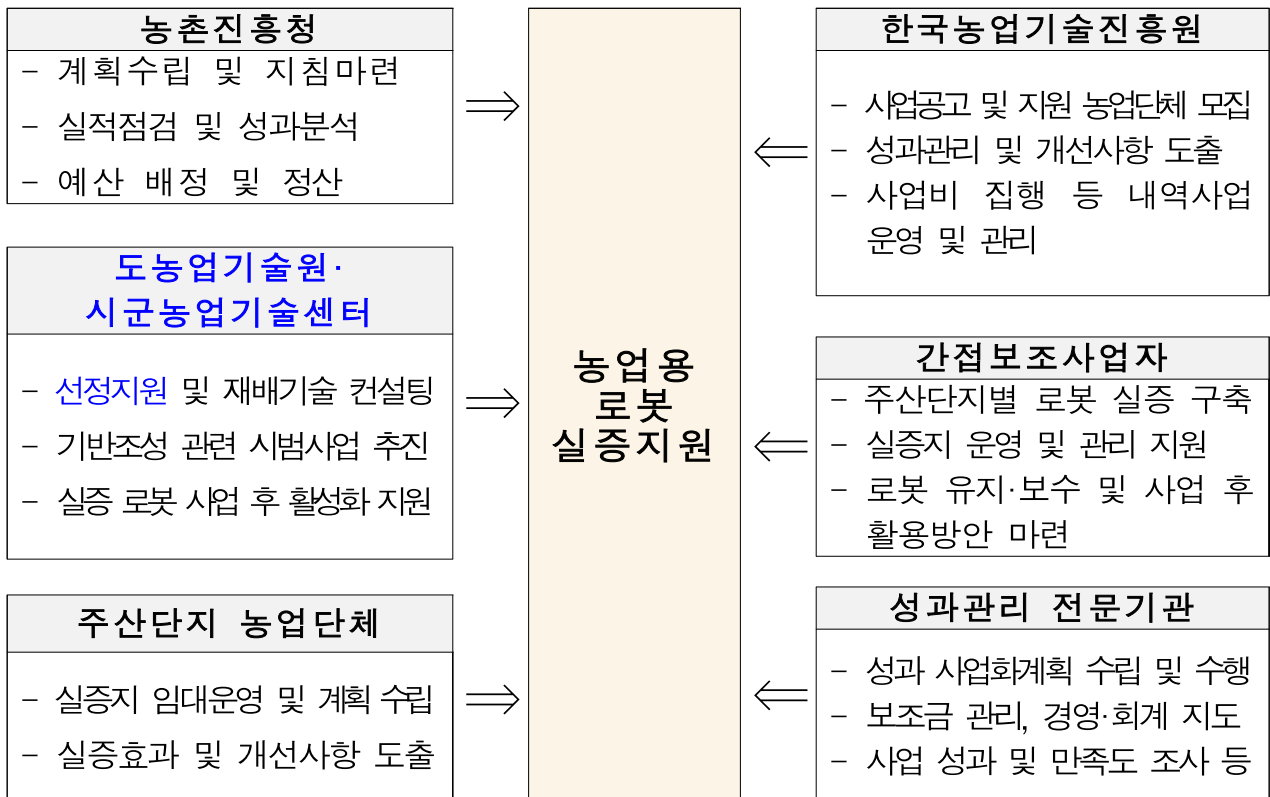 농촌진흥청
- 계획수립 및 지침마련
- 실적점검 및 성과분석
- 예산 배정 및 정산
도농업기술원·
시군농업기술센터
- 선정지원 및 재배기술 컨설팅
- 기반조성 관련 시범사업 추진
- 실증 로봇 사업 후 활성화 지원
주산단지 농업단체
- 실증지 임대운영 및 계획 수립
- 실증효과 및 개선사항 도출
농업용
로봇
실증지원
한국농업기술진흥원
- 사업공고 및 지원 농업단체 모집
- 성과관리 및 개선사항 도출
- 사업비 집행 등 내역사업
운영 및 관리
간접보조사업자
- 주산단지별 로봇 실증 구축
- 실증지 운영 및 관리 지원
- 로봇 유지·보수 및 사업 후
활용방안 마련
성과관리 전문기관
- 성과 사업화계획 수립 및 수행
- 보조금 관리, 경영·회계 지도
- 사업 성과 및 만족도 조사 등